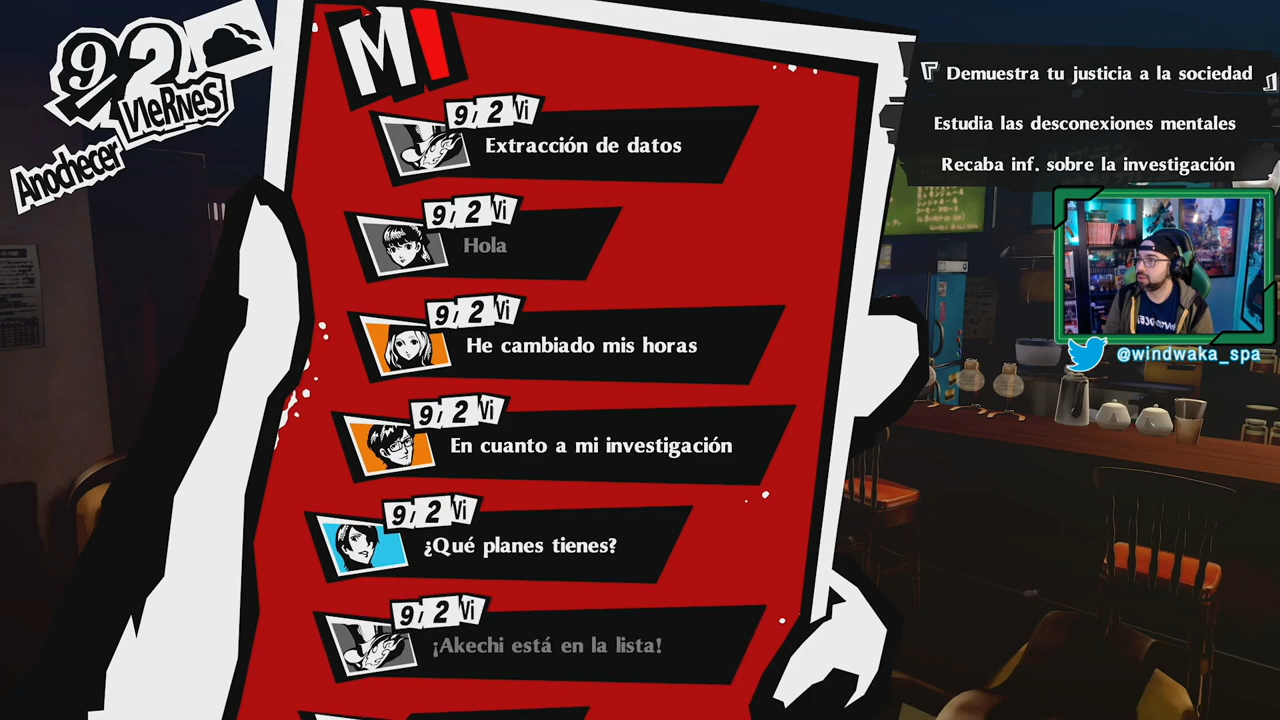 9/2
Viernes
Anochecer
MI
9/2 Vi
Extracción de datos
9/2 Vi
Hola
9/2 Vi
He cambiado mis horas
9/2 Vi
En cuanto a mi investigación
9/2 Vi
¿Qué planes tienes?
9/2 Vi
¡Akechi está en la lista!
『 Demuestra tu justicia a la sociedad 』
Estudia las desconexiones mentales
Recaba inf. sobre la investigación
@windwaka_spa